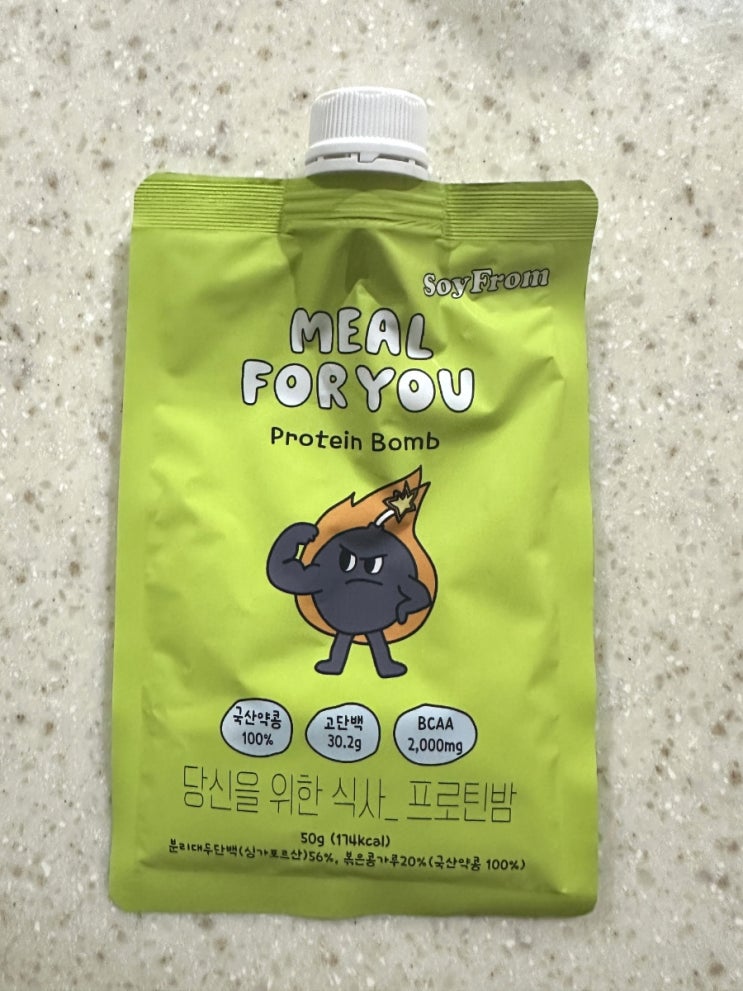 SoyFrom
MEAL
FOR YOU
Protein Bomb
국산약콩
100%
고단백
30.2g
BCAA
2,000mg
당신을 위한 식사_ 프로틴밤
50g (174kcal)
분리대두단백(싱가포르산)56%, 볶은콩가루20%(국산약콩 100%)